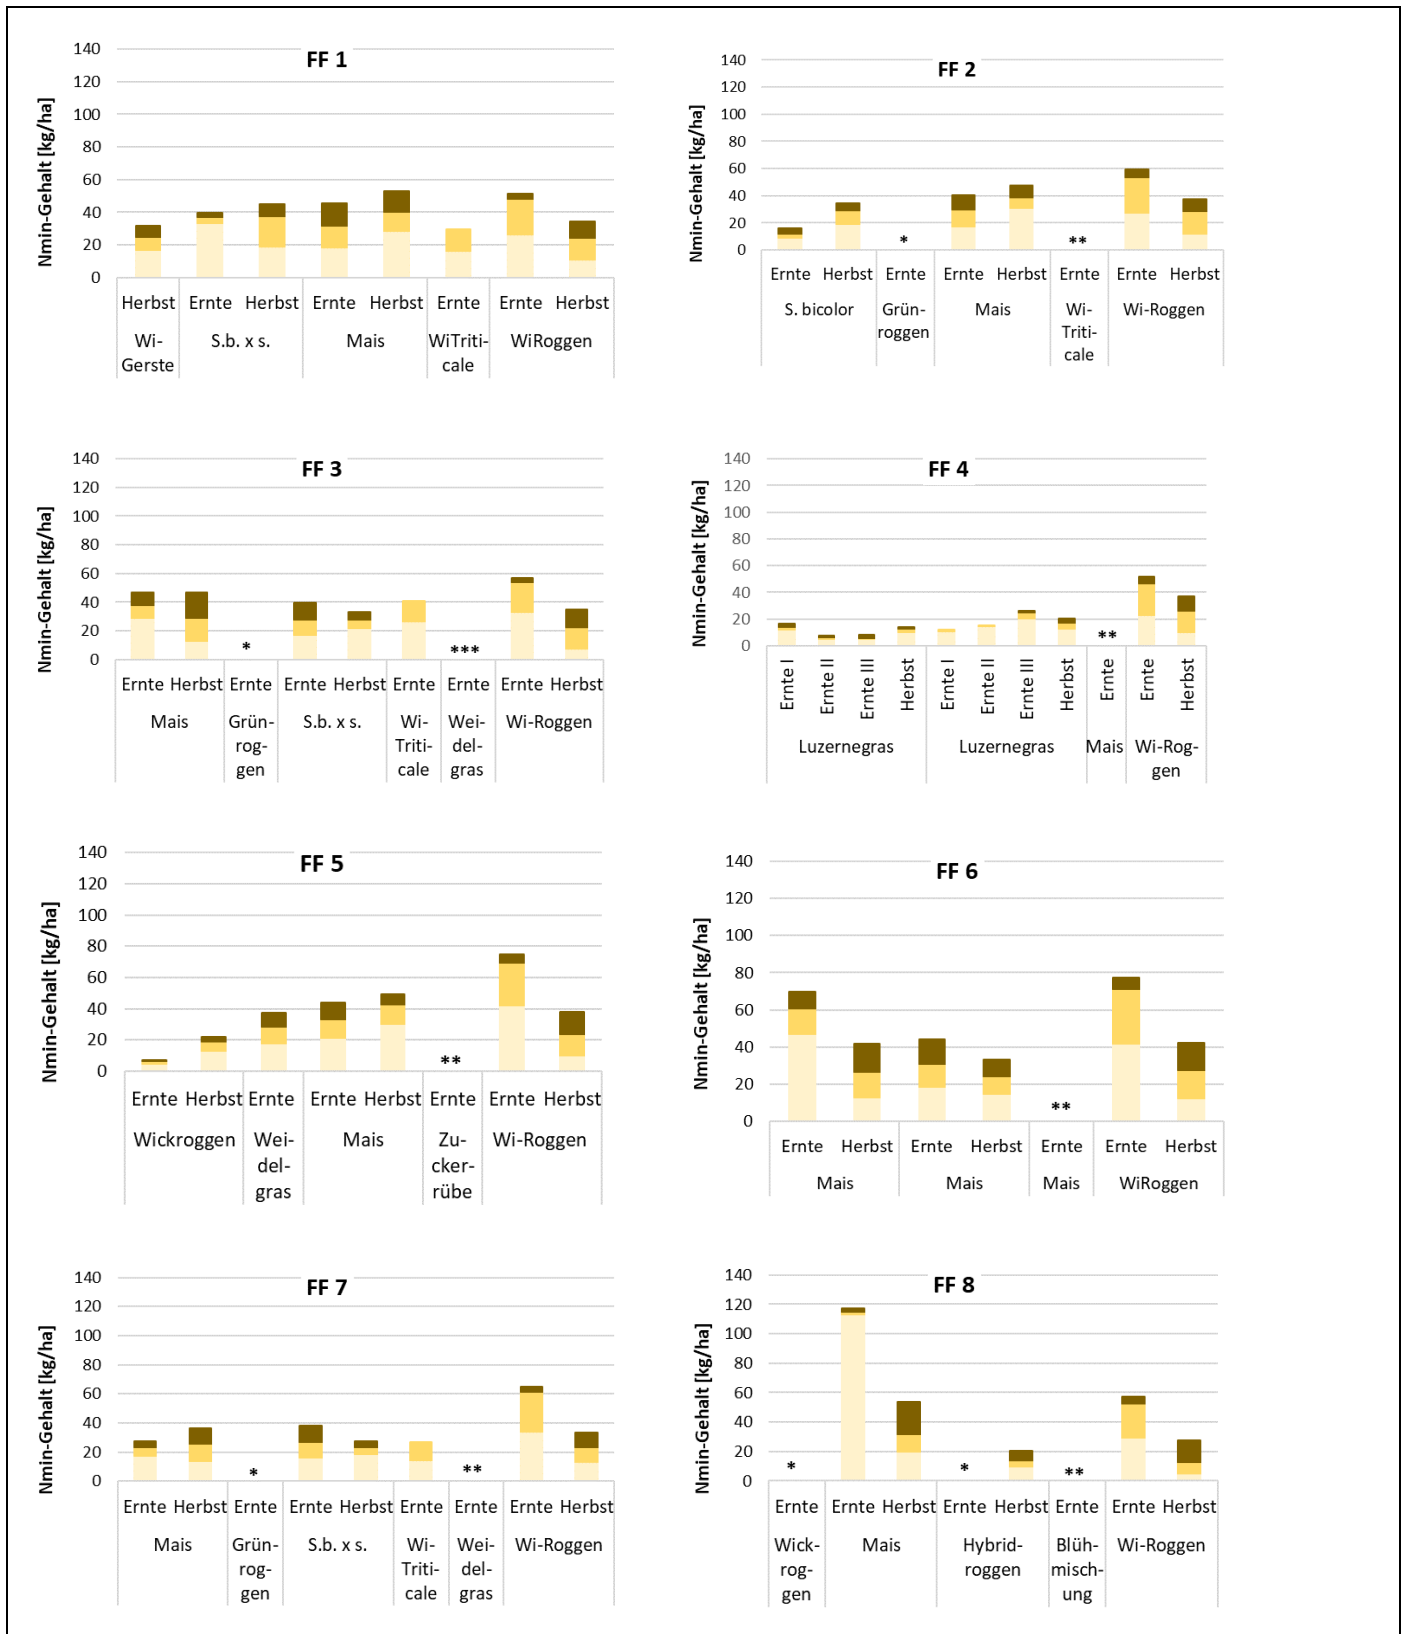 FF 1
Nmin-Gehalt [kg/ha]
140
120
100
80
60
40
20
0
Herbst Ernte Herbst Ernte Herbst Ernte Ernte Herbst
Wi- S.b. x s. Mais WiTriti- WiRoggen
Gerste cale
FF 2
Nmin-Gehalt [kg/ha]
140
120
100
80
60
40
20
0
* **
Ernte Herbst Ernte Ernte Herbst Ernte Ernte Herbst
S. bicolor Grün- Mais Wi- Wi-Roggen
roggen Triti-
cale
FF 3
Nmin-Gehalt [kg/ha]
140
120
100
80
60
40
20
0
* ***
Ernte Herbst Ernte Ernte Herbst Ernte Ernte Ernte Herbst
Mais Grün- S.b. x s. Wi- Wei- Wi-Roggen
rog- Triti- del-
gen cale gras
FF 4
Nmin-Gehalt [kg/ha]
140
120
100
80
60
40
20
0
**
Ernte I Ernte II Ernte III Herbst Ernte I Ernte II Ernte III Herbst Ernte Ernte Herbst
Luzernegras Luzernegras Mais Wi-Rog-
gen
FF 5
Nmin-Gehalt [kg/ha]
140
120
100
80
60
40
20
0
**
Ernte Herbst Ernte Ernte Herbst Ernte Ernte Herbst
Wickroggen Wei- Mais Zu- Wi-Roggen
del- cker-
gras rübe
FF 6
Nmin-Gehalt [kg/ha]
140
120
100
80
60
40
20
0
**
Ernte Herbst Ernte Herbst Ernte Ernte Herbst
Mais Mais Mais WiRoggen
FF 7
Nmin-Gehalt [kg/ha]
140
120
100
80
60
40
20
0
* **
Ernte Herbst Ernte Ernte Herbst Ernte Ernte Ernte Herbst
Mais Grün- S.b. x s. Wi- Wei- Wi-Roggen
rog- Triti- del-
gen cale gras
FF 8
Nmin-Gehalt [kg/ha]
140
120
100
80
60
40
20
0
* * **
Ernte Ernte Herbst Ernte Herbst Ernte Ernte Herbst
Wick- Mais Hybrid- Blüh- Wi-Roggen
rog- roggen misch-
gen ung